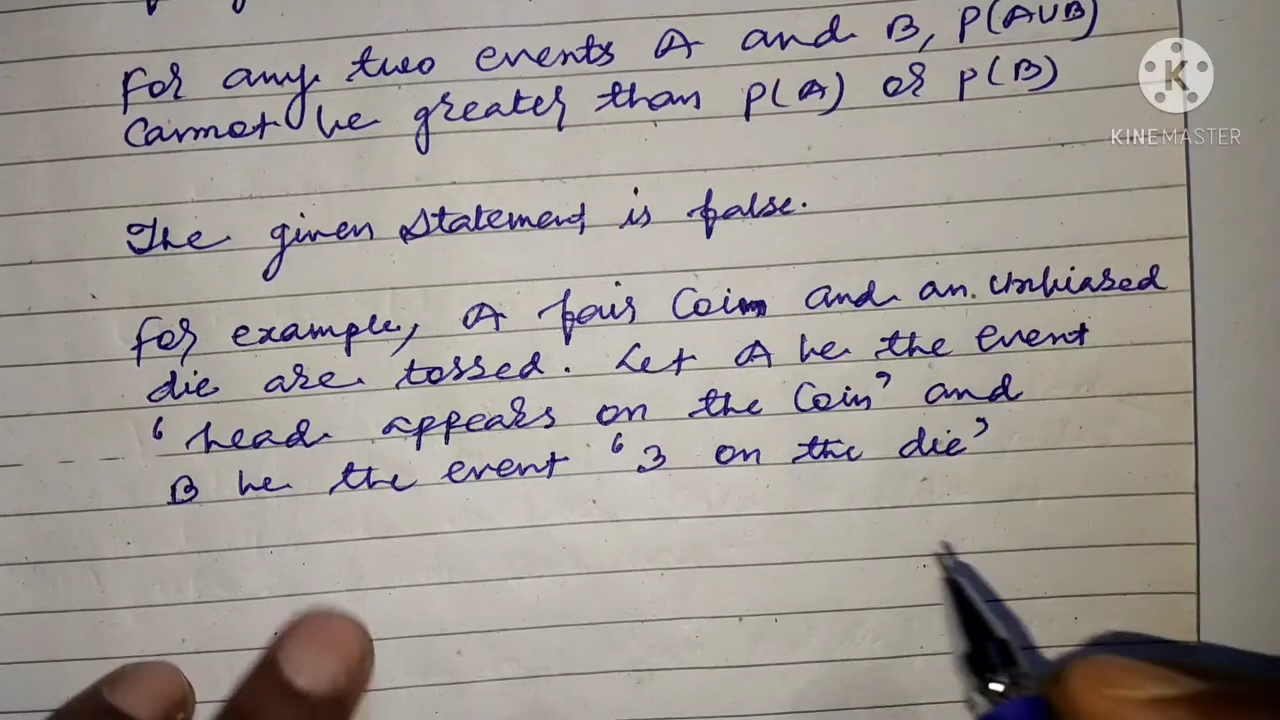 For any two events A and B, P(AUB)
Cannot be greater than P(A) or P(B)
K
KINEMASTER
The given Statement is false.
For example, A fair Coin and an unbiased
die are tossed. Let A be the event
'head appears on the Coin' and
B be the event '3 on the die'